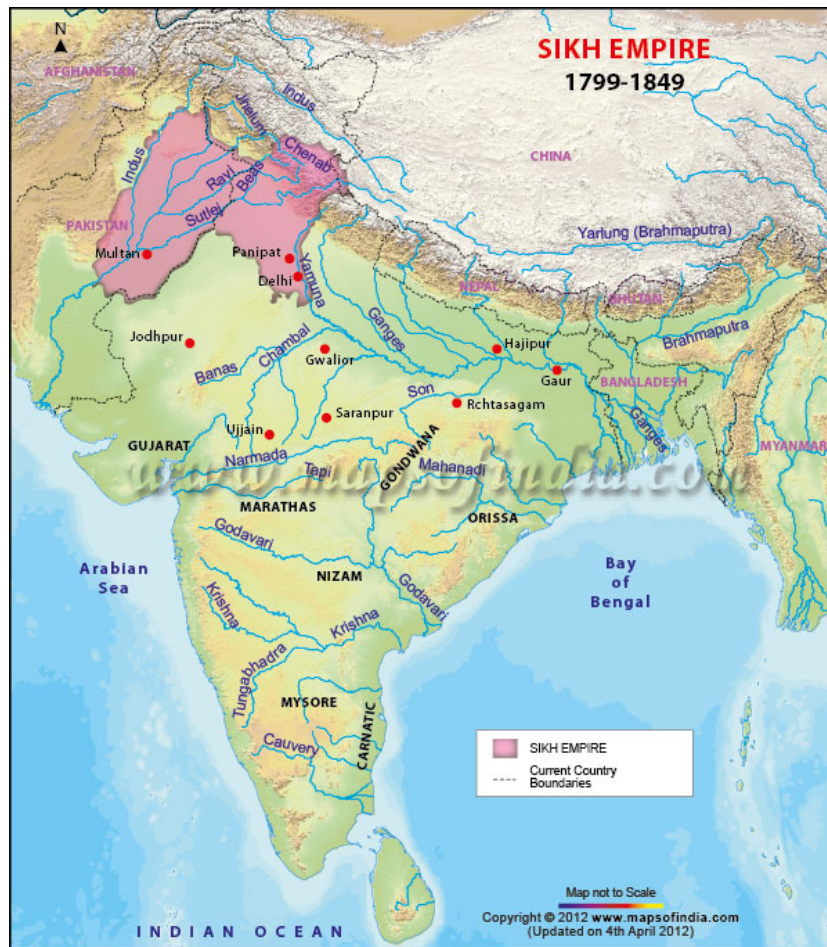 N
SIKH EMPIRE
1799-1849
AFGHANISTAN
Indus
Jhelum
CHINA
Chenab
Indus
Ravi
Beas
Sutlej
PAKISTAN
Yarlung (Brahmaputra)
Multan
Panipat
Delhi
Yamuna
NEPAL
BHUTAN
Jodhpur
Chambal
Banas
Gwalior
Ganges
Hajipur
Brahmaputra
Gaur
BANGLADESH
Son
Rchtasagam
Saranpur
Ujjain
Ganges
GUJARAT
Narmada
GONDWANA
MYANMAR
www.mapsofindia.com
Tapi
Mahanadi
MARATHAS
ORISSA
Godavari
Arabian
Sea
NIZAM
Bay
of
Bengal
Godavari
Krishna
Krishna
Tungabhadra
MYSORE
CARNATIC
Cauvery
SIKH EMPIRE
Current Country
Boundaries
Map not to Scale
Copyright © 2012 www.mapsofindia.com
(Updated on 4th April 2012)
INDIAN OCEAN